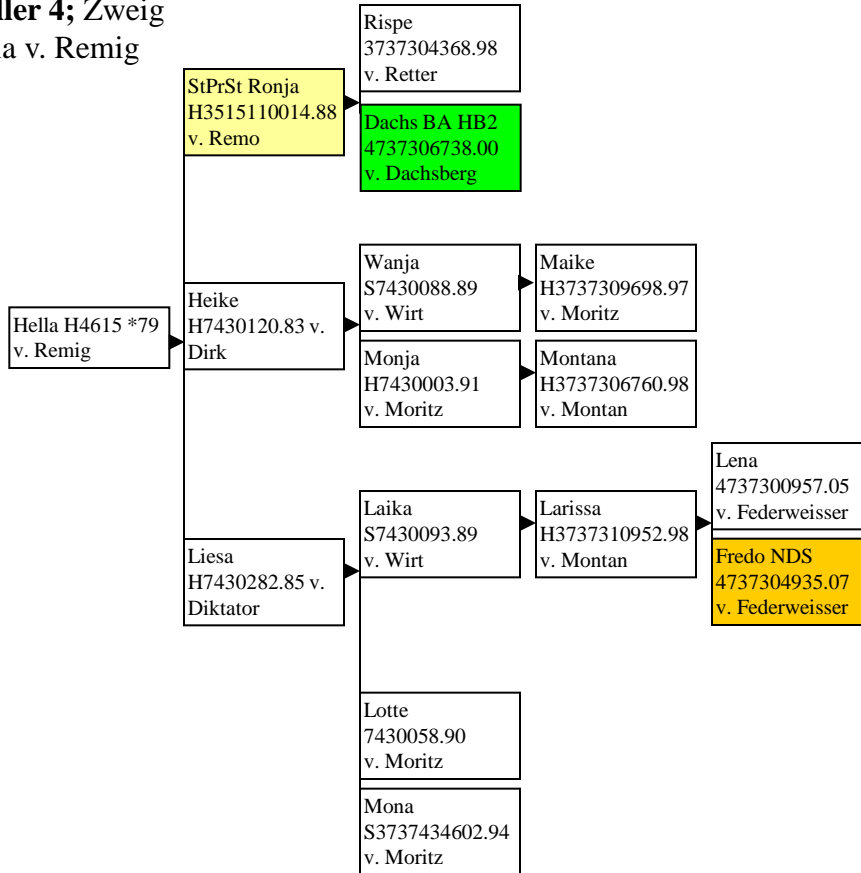 ller 4; Zweig
a v. Remig
Rispe
3737304368.98
v. Retter
StPrSt Ronja
H3515110014.88
v. Remo
Dachs BA HB2
4737306738.00
v. Dachsberg
Wanja
S7430088.89
v. Wirt
Maike
H3737309698.97
v. Moritz
Heike
H7430120.83 v.
Dirk
Hella H4615 *79
v. Remig
Monja
H7430003.91
v. Moritz
Montana
H3737306760.98
v. Montan
Lena
4737300957.05
v. Federweisser
Laika
S7430093.89
v. Wirt
Larissa
H3737310952.98
v. Montan
Liesa
H7430282.85 v.
Diktator
Fredo NDS
4737304935.07
v. Federweisser
Lotte
7430058.90
v. Moritz
Mona
S3737434602.94
v. Moritz